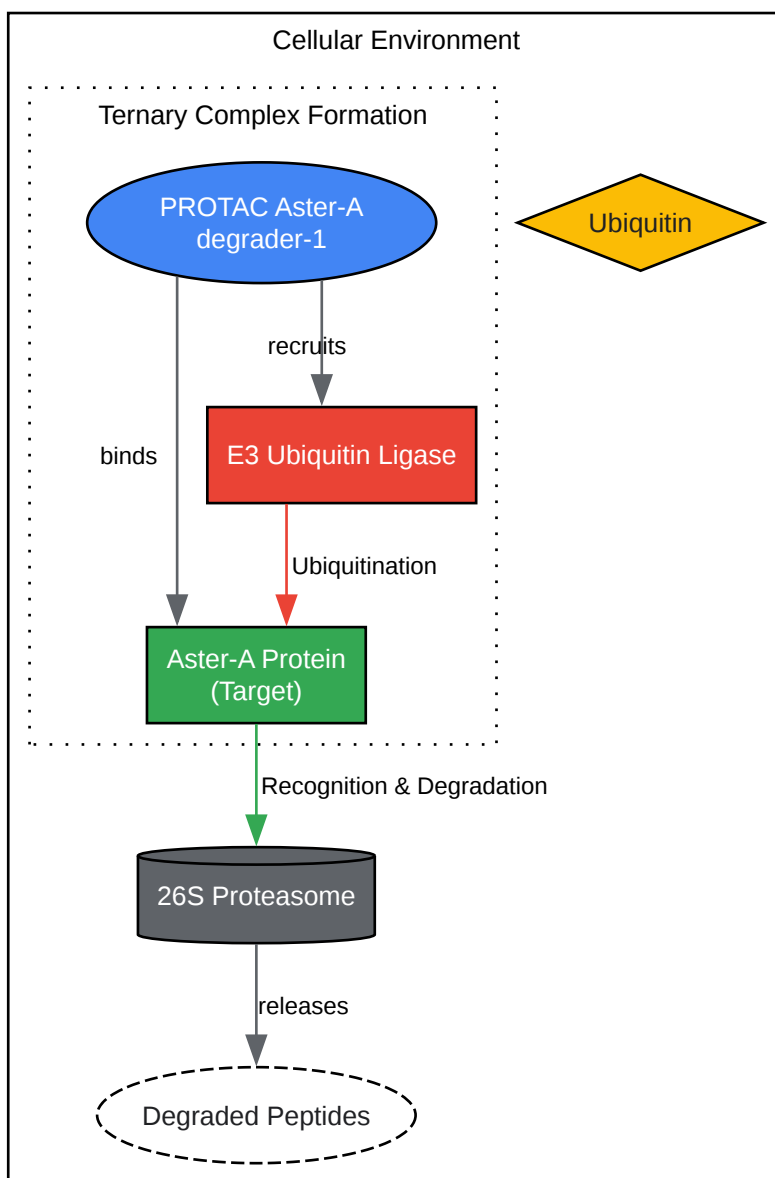 Cellular Environment
Ternary Complex Formation
PROTAC Aster-A
degrader-1
Ubiquitin
recruits
binds
E3 Ubiquitin Ligase
Ubiquitination
Aster-A Protein
(Target)
Recognition & Degradation
26S Proteasome
releases
Degraded Peptides